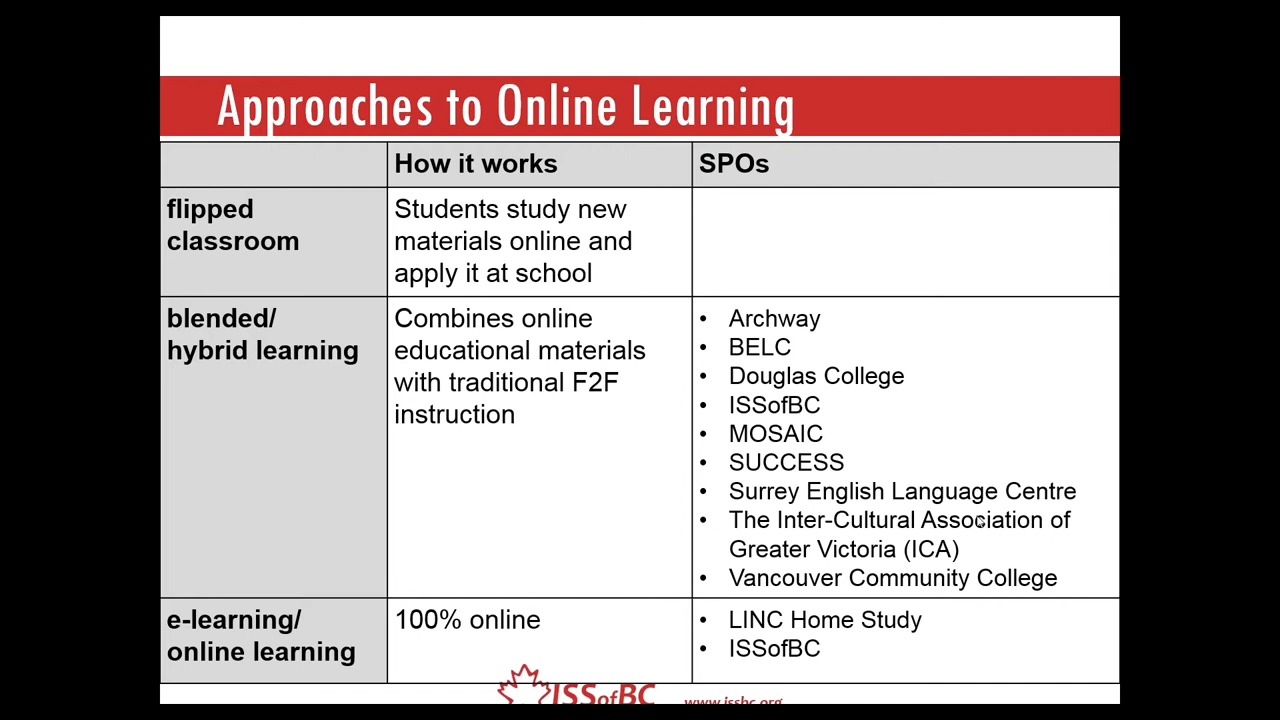 Approaches to Online Learning
How it works
SPOs
flipped
classroom
Students study new
materials online and
apply it at school
blended/
hybrid learning
Combines online
educational materials
with traditional F2F
instruction
• Archway
• BELC
• Douglas College
• ISSofBC
• MOSAIC
• SUCCESS
• Surrey English Language Centre
• The Inter-Cultural Association of
Greater Victoria (ICA)
• Vancouver Community College
e-learning/
online learning
100% online
• LINC Home Study
• ISSofBC
ISSofBC
www.issbc.org